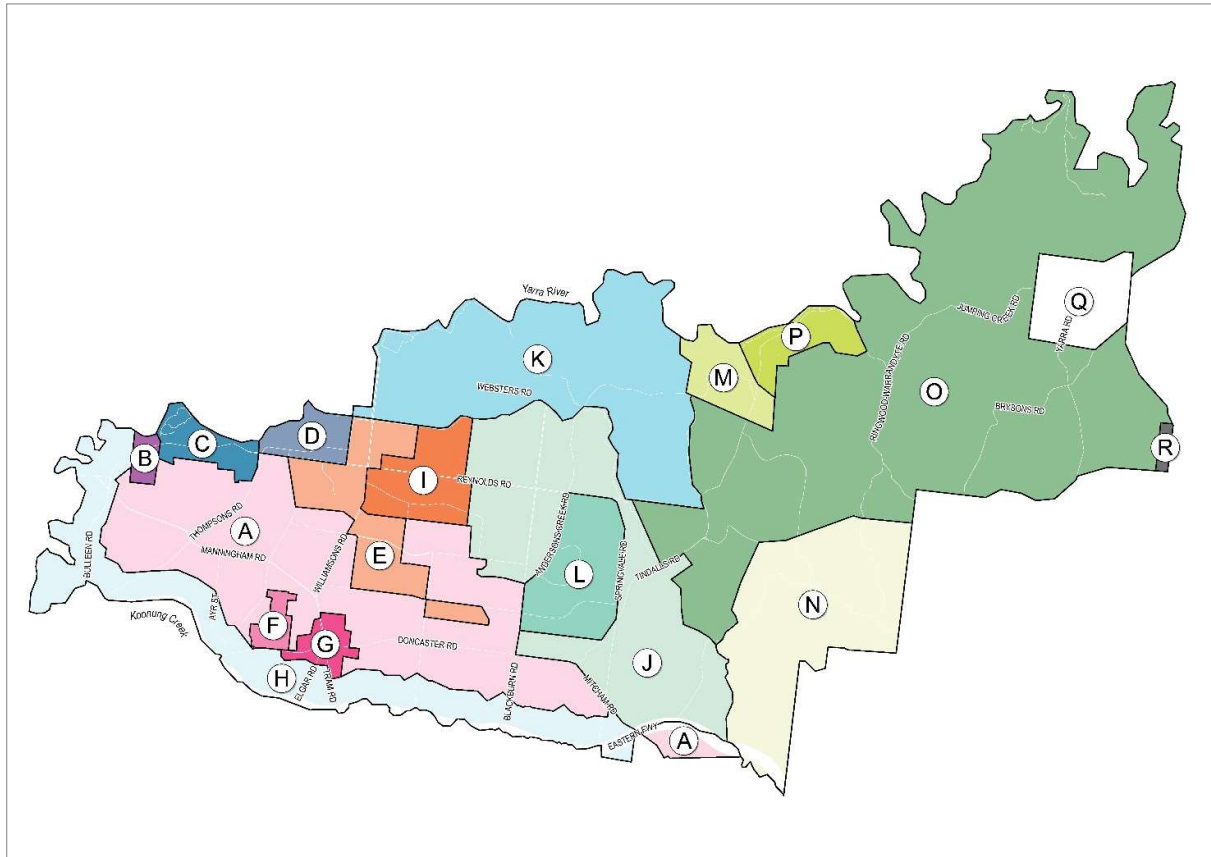 Q
JUMPING CREEK RD
YARRA RD
Yarra River
P
RINGWOOD-WARRANDYTE RD
K
M
WEBSTERS RD
O
BRYSONS RD
D
C
B
R
I
REYNOLDS RD
ANDERSONS CREEK RD
THOMPSONS RD
A
MANNINGHAM RD
WILLIAMSONS RD
E
BULLEEN RD
L
SPRINGVALE RD
TINDALS RD
AYR ST
Koonung Creek
N
F
G
DONCASTER RD
J
H
ELGAR RD
TRAM RD
BLACKBURN RD
MITCHAM RD
EASTERN FWY
A